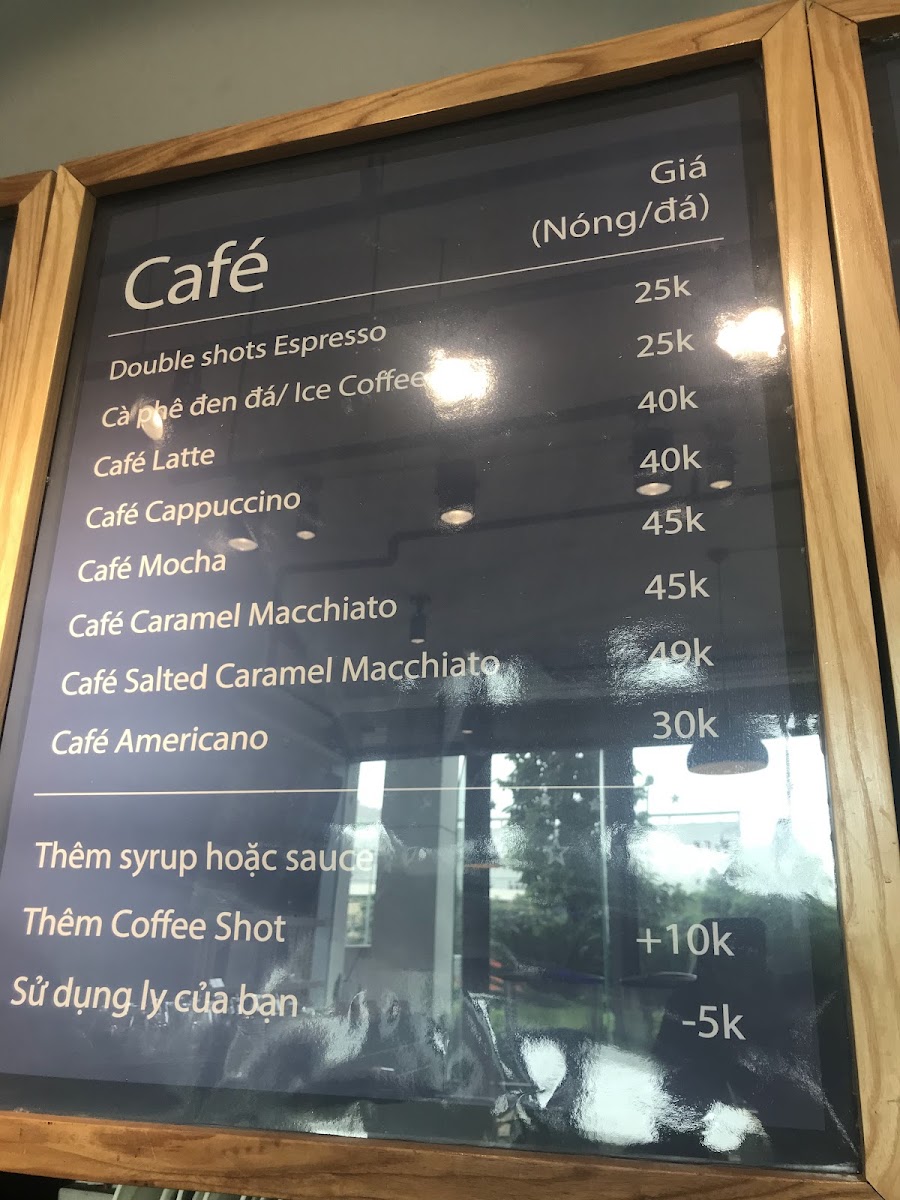 Giá
Café (Nóng/đá)
Double shots Espresso 25k
Cà phê đen đá/ Ice Coffee 25k
Café Latte 40k
Café Cappuccino 40k
Café Mocha 45k
Café Caramel Macchiato 45k
Café Salted Caramel Macchiato 49k
Café Americano 30k
Thêm syrup hoặc sauce
Thêm Coffee Shot +10k
Sử dụng ly của bạn -5k